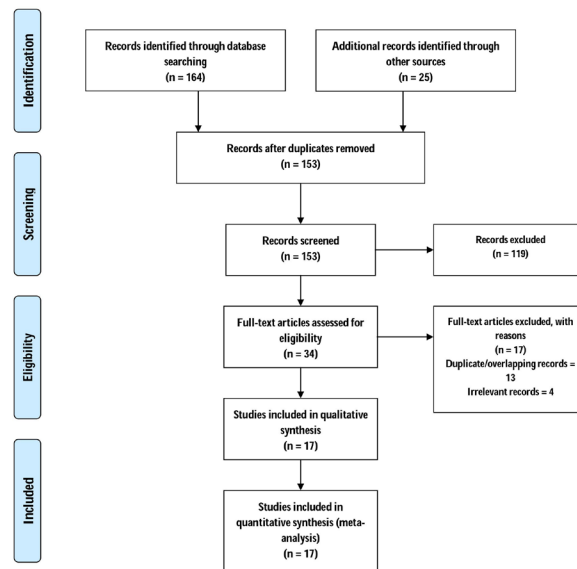 Identification
Records identified through database
searching
(n = 164)
Additional records identified through
other sources
(n = 25)
Records after duplicates removed
(n = 153)
Screening
Records screened
(n = 153)
Records excluded
(n = 119)
Eligibility
Full-text articles assessed for
eligibility
(n = 34)
Full-text articles excluded, with
reasons
(n = 17)
Duplicate/overlapping records =
13
Irrelevant records = 4
Studies included in qualitative
synthesis
(n = 17)
Included
Studies included in
quantitative synthesis (meta-
analysis)
(n = 17)